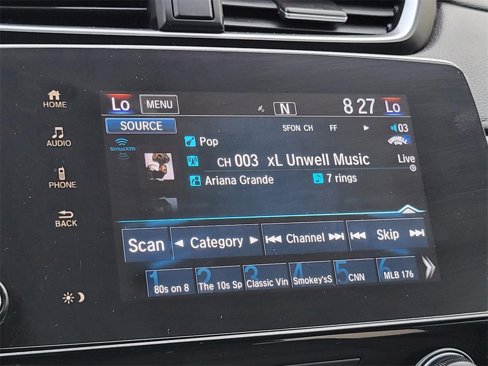 Lo MENU N 8 27 Lo
HOME
SOURCE SFON CH FF 03
AUDIO
SiriusXM
Pop
CH 003 xL Unwell Music Live
PHONE
Ariana Grande 7 rings
BACK
Scan Category Channel Skip
1 2 3 4 5 6
80s on 8 The 10s Sp Classic Vin Smokey'sS CNN MLB 176